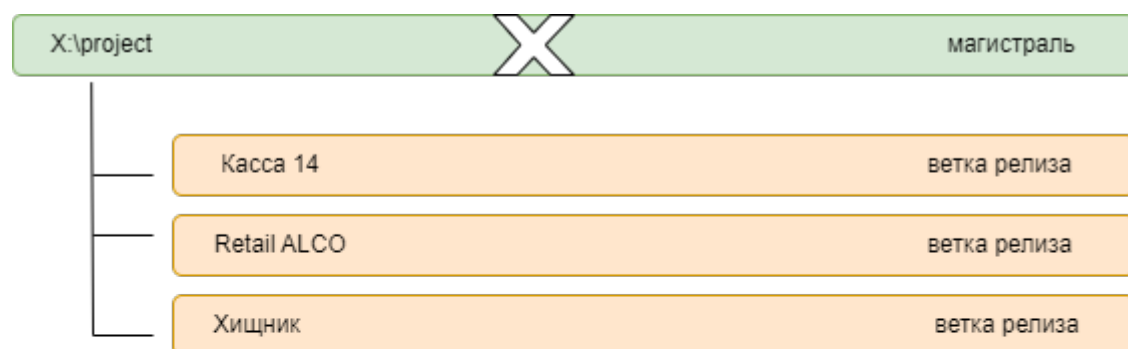 X:\project магистраль
Касса 14 ветка релиза
Retail ALCO ветка релиза
Хищник ветка релиза